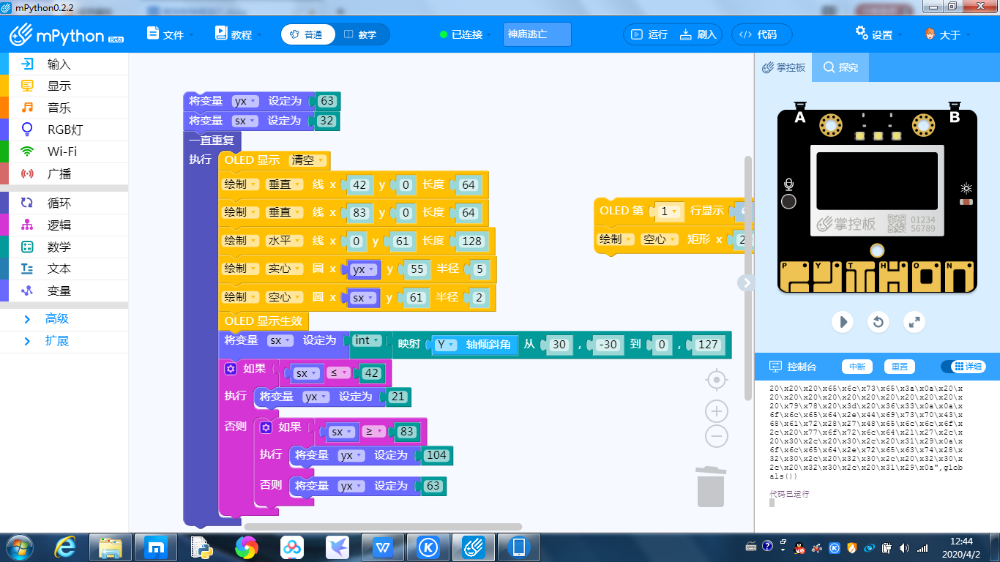 mPython0.2.2
mPython Beta 文件 教程 普通 教学 已连接 神庙逃亡 运行 刷入 代码 设置 大于
输入
显示
音乐
RGB灯
Wi-Fi
广播
循环
逻辑
数学
文本
变量
高级
扩展
将变量 yx 设定为 63
将变量 sx 设定为 32
一直重复
执行 OLED 显示 清空
绘制 垂直 线 x 42 y 0 长度 64
绘制 垂直 线 x 83 y 0 长度 64
绘制 水平 线 x 0 y 61 长度 128
绘制 实心 圆 x yx y 55 半径 5
绘制 空心 圆 x sx y 61 半径 2
OLED 显示生效
将变量 sx 设定为 int 映射 Y 轴倾斜角 从 30 , -30 到 0 , 127
如果 sx ≤ 42
执行 将变量 yx 设定为 21
否则 如果 sx ≥ 83
执行 将变量 yx 设定为 104
否则 将变量 yx 设定为 63
OLED 第 1 行显示
绘制 空心 矩形 x 2
掌控板 探究
A B
掌控板 01234
56789
P Y T H O N
控制台 中断 重置 详细
20\x20\x20\x65\x6c\x73\x65\x3a\x0a\x20\x
20\x20\x20\x20\x20\x20\x20\x20\x20\x20\x
20\x79\x78\x20\x3d\x20\x36\x33\x0a\x0a\x
6f\x6c\x65\x64\x2e\x44\x69\x73\x70\x43\x
68\x61\x72\x28\x27\x48\x65\x6c\x6c\x6f\x
2c\x20\x77\x6f\x72\x6c\x64\x21\x27\x2c\x
20\x30\x2c\x20\x30\x2c\x20\x31\x29\x0a\x
6f\x6c\x65\x64\x2e\x72\x65\x63\x74\x28\x
32\x30\x2c\x20\x32\x30\x2c\x20\x32\x30\x
2c\x20\x32\x30\x2c\x20\x31\x29\x0a",glob
als())
代码已运行
12:44
2020/4/2